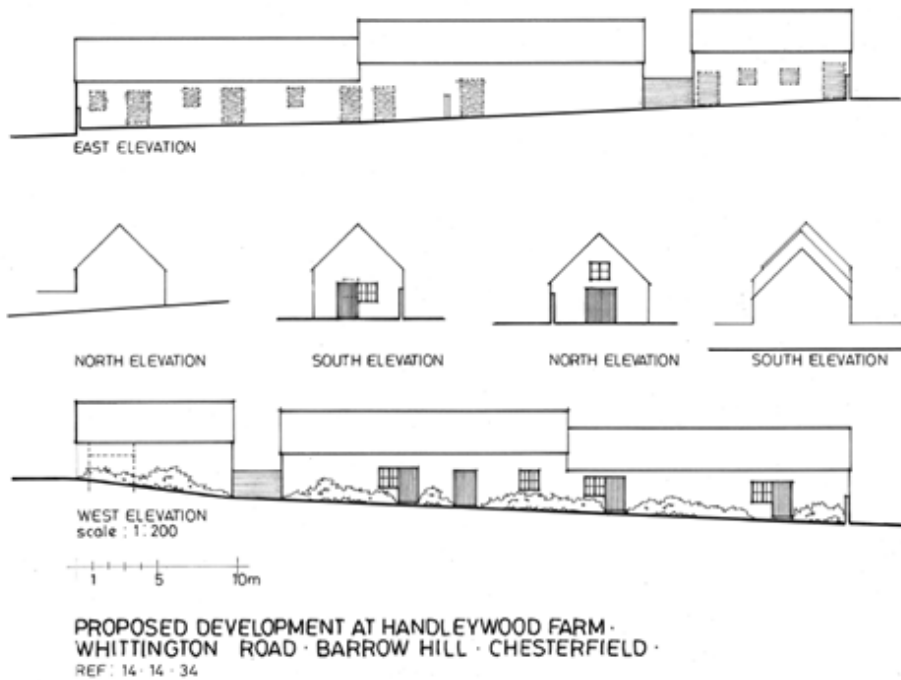 EAST ELEVATION
NORTH ELEVATION
SOUTH ELEVATION
NORTH ELEVATION
SOUTH ELEVATION
WEST ELEVATION
scale : 1:200
1 5 10m
PROPOSED DEVELOPMENT AT HANDLEYWOOD FARM ·
WHITTINGTON ROAD · BARROW HILL · CHESTERFIELD ·
REF: 14 · 14 · 34